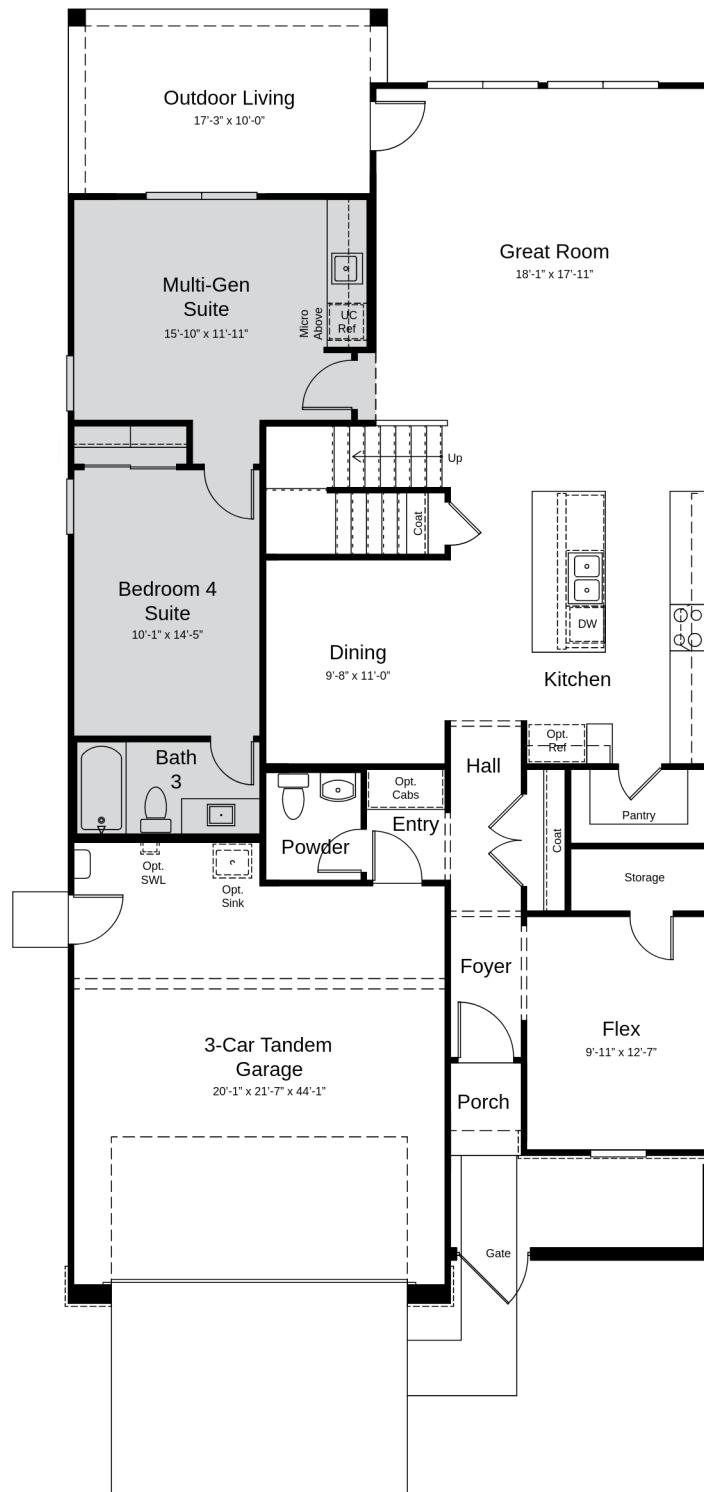 Outdoor Living
17'-3" x 10'-0"
Great Room
18'-1" x 17'-11"
Multi-Gen
Suite
15'-10" x 11'-11"
Micro
Above
UC
Ref
Up
Coat
Bedroom 4
Suite
10'-1" x 14'-5"
DW
Dining
9'-8" x 11'-0"
Kitchen
Opt.
Ref
Bath
3
Hall
Opt.
Cabs
Entry
Powder
Pantry
Coat
Storage
Opt.
SWL
Opt.
Sink
Foyer
Flex
9'-11" x 12'-7"
3-Car Tandem
Garage
20'-1" x 21'-7" x 44'-1"
Porch
Gate